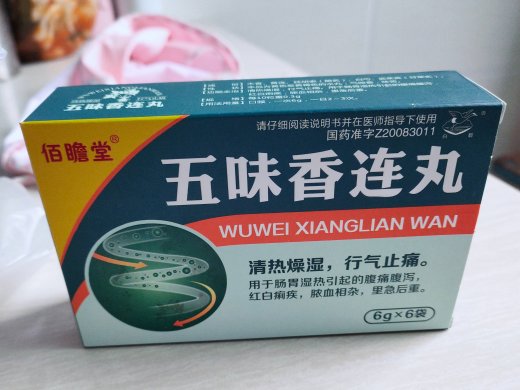 五味香连丸
佰瞻堂®
请仔细阅读说明书并在医师指导下使用
国药准字Z20083011
五味香连丸
WUWEI XIANGLIAN WAN
清热燥湿，行气止痛。
用于肠胃湿热引起的腹痛腹泻，
红白痢疾，脓血相杂，里急后重。
6g×6袋